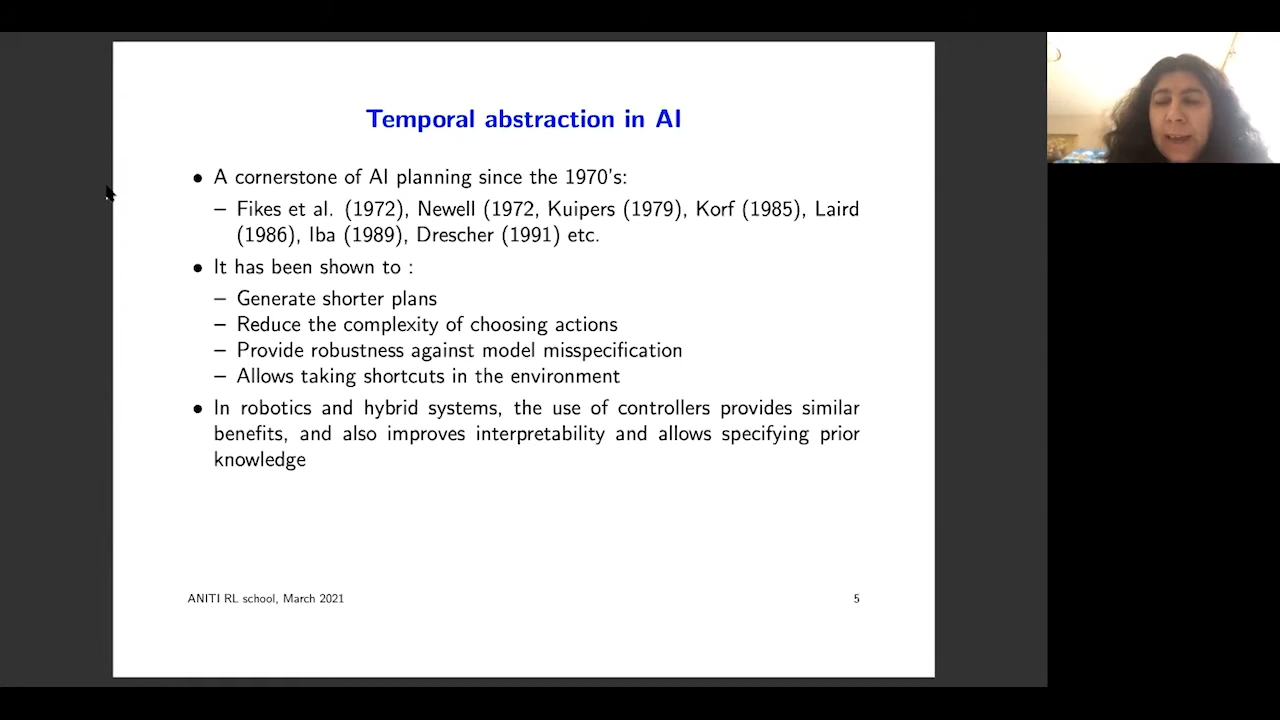 Temporal abstraction in AI
• A cornerstone of AI planning since the 1970's:
– Fikes et al. (1972), Newell (1972, Kuipers (1979), Korf (1985), Laird
(1986), Iba (1989), Drescher (1991) etc.
• It has been shown to :
– Generate shorter plans
– Reduce the complexity of choosing actions
– Provide robustness against model misspecification
– Allows taking shortcuts in the environment
• In robotics and hybrid systems, the use of controllers provides similar
benefits, and also improves interpretability and allows specifying prior
knowledge
ANITI RL school, March 2021
5